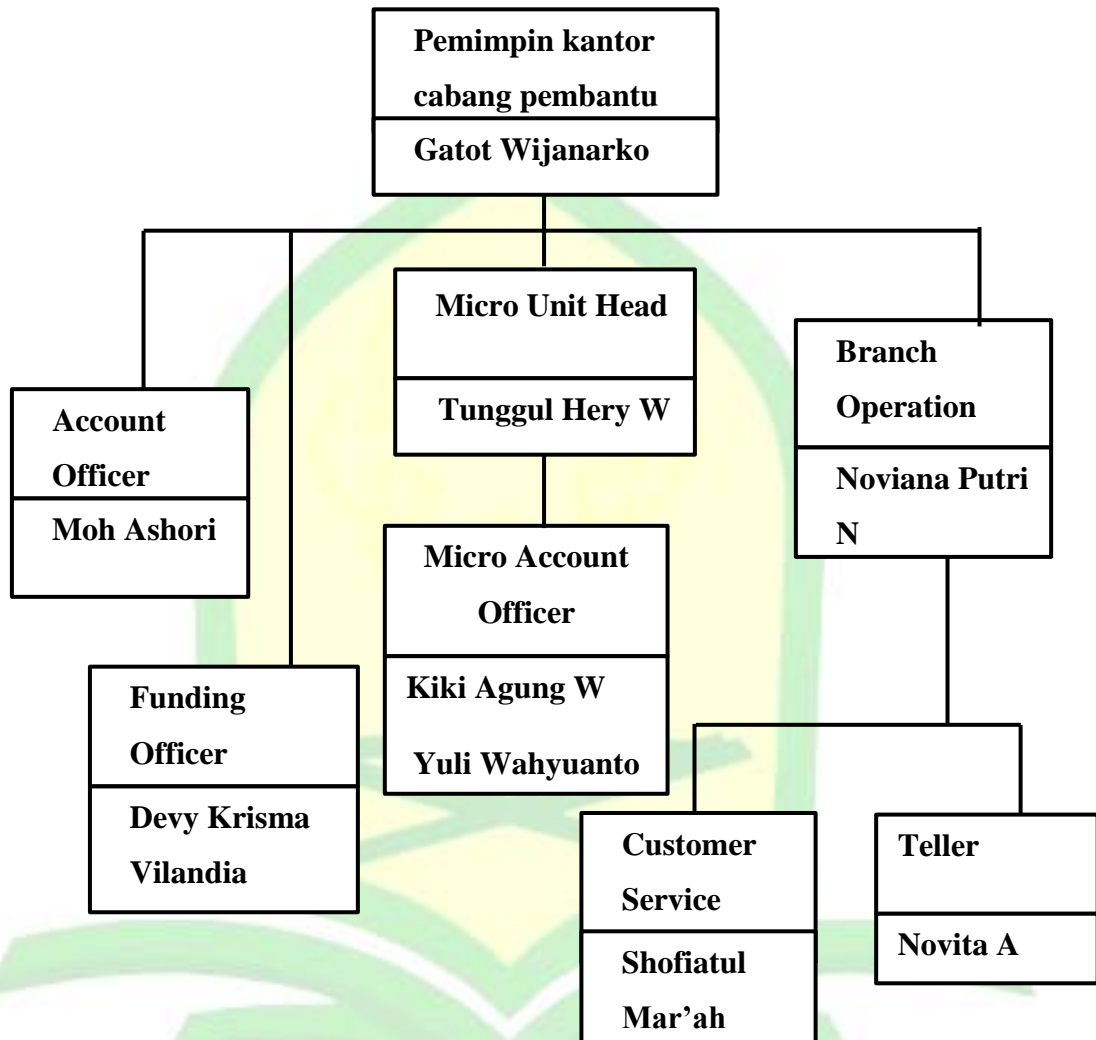 Pemimpin kantor
cabang pembantu
Gatot Wijanarko
Micro Unit Head
Tunggul Hery W
Branch
Operation
Noviana Putri
N
Account
Officer
Moh Ashori
Micro Account
Officer
Kiki Agung W
Yuli Wahyuanto
Funding
Officer
Devy Krisma
Vilandia
Customer
Service
Shofiatul
Mar’ah
Teller
Novita A